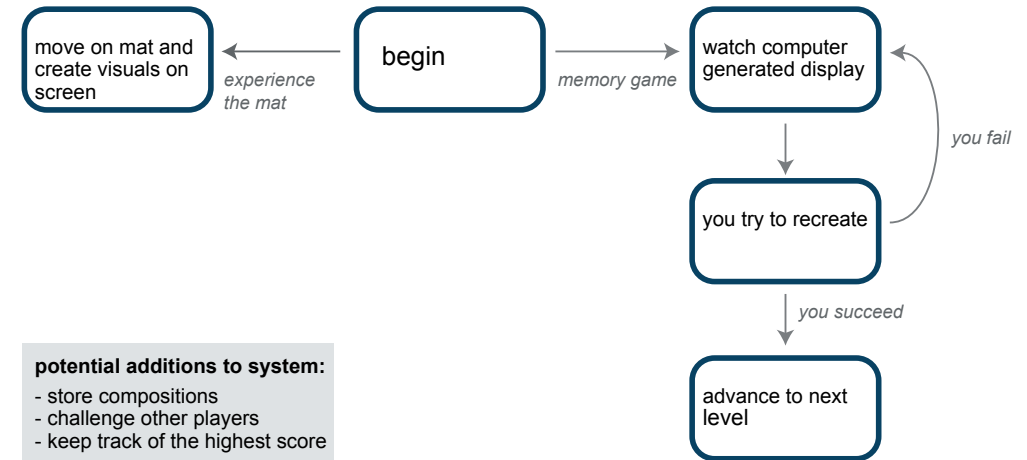 move on mat and
create visuals on
screen
experience
the mat
begin
memory game
watch computer
generated display
you fail
you try to recreate
you succeed
advance to next
level
potential additions to system:
- store compositions
- challenge other players
- keep track of the highest score